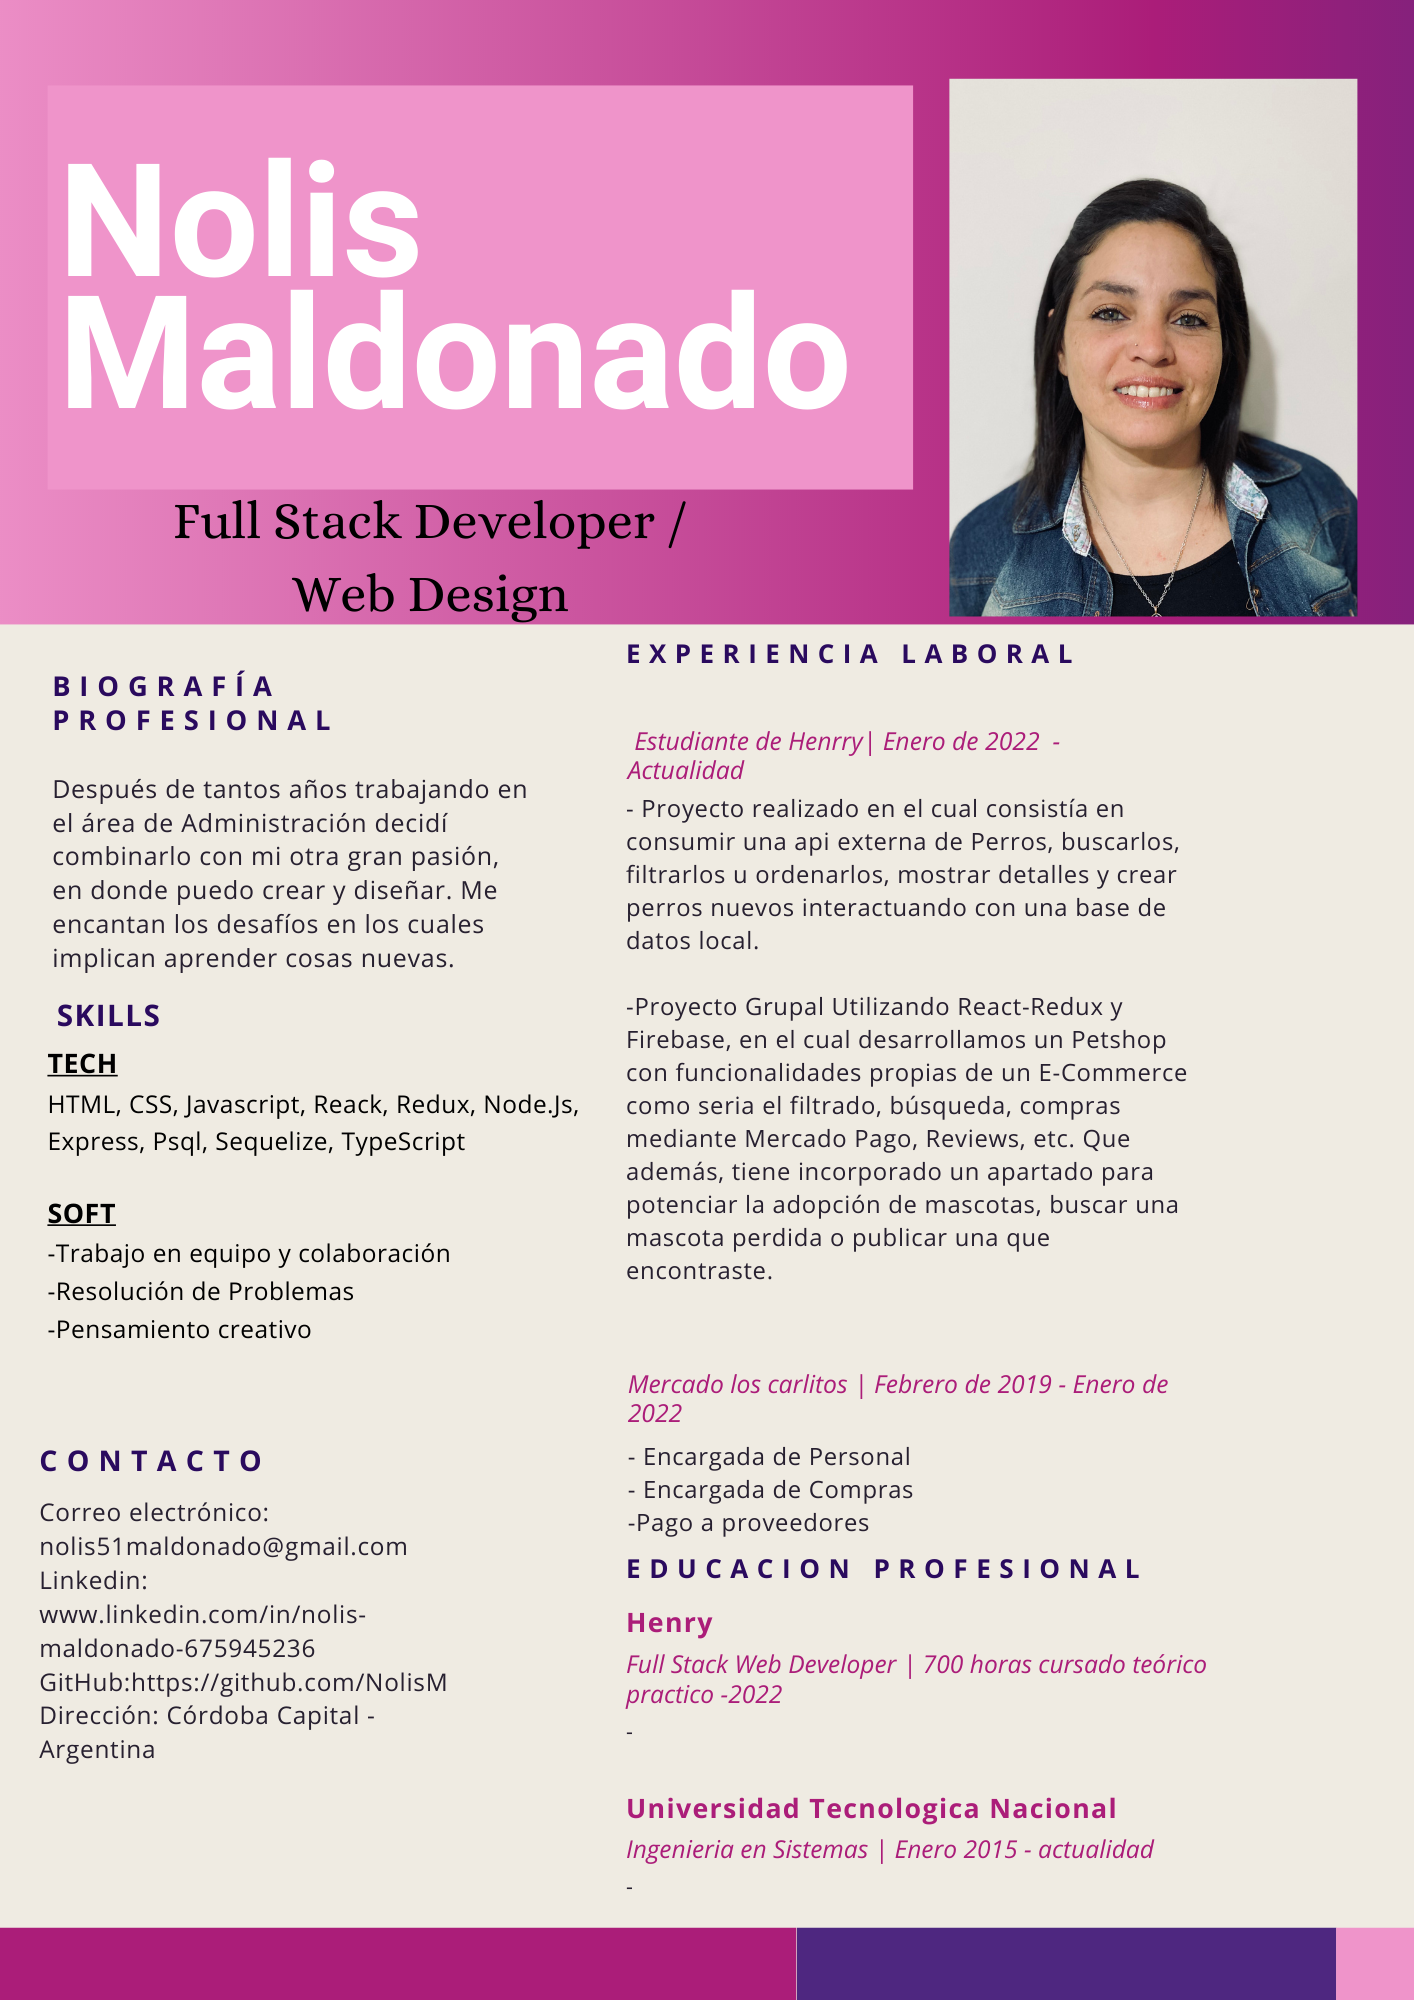 Nolis
Maldonado
Full Stack Developer /
Web Design
BIOGRAFÍA
PROFESIONAL
Después de tantos años trabajando en
el área de Administración decidí
combinarlo con mi otra gran pasión,
en donde puedo crear y diseñar. Me
encantan los desafíos en los cuales
implican aprender cosas nuevas.
SKILLS
TECH
HTML, CSS, Javascript, Reack, Redux, Node.Js,
Express, Psql, Sequelize, TypeScript
SOFT
-Trabajo en equipo y colaboración
-Resolución de Problemas
-Pensamiento creativo
CONTACTO
Correo electrónico:
nolis51maldonado@gmail.com
Linkedin:
www.linkedin.com/in/nolis-
maldonado-675945236
GitHub:https://github.com/NolisM
Dirección: Córdoba Capital -
Argentina
EXPERIENCIA LABORAL
Estudiante de Henrry| Enero de 2022 -
Actualidad
- Proyecto realizado en el cual consistía en
consumir una api externa de Perros, buscarlos,
filtrarlos u ordenarlos, mostrar detalles y crear
perros nuevos interactuando con una base de
datos local.
-Proyecto Grupal Utilizando React-Redux y
Firebase, en el cual desarrollamos un Petshop
con funcionalidades propias de un E-Commerce
como seria el filtrado, búsqueda, compras
mediante Mercado Pago, Reviews, etc. Que
además, tiene incorporado un apartado para
potenciar la adopción de mascotas, buscar una
mascota perdida o publicar una que
encontraste.
Mercado los carlitos | Febrero de 2019 - Enero de
2022
- Encargada de Personal
- Encargada de Compras
-Pago a proveedores
EDUCACION PROFESIONAL
Henry
Full Stack Web Developer | 700 horas cursado teórico
practico -2022
-
Universidad Tecnologica Nacional
Ingenieria en Sistemas | Enero 2015 - actualidad
-